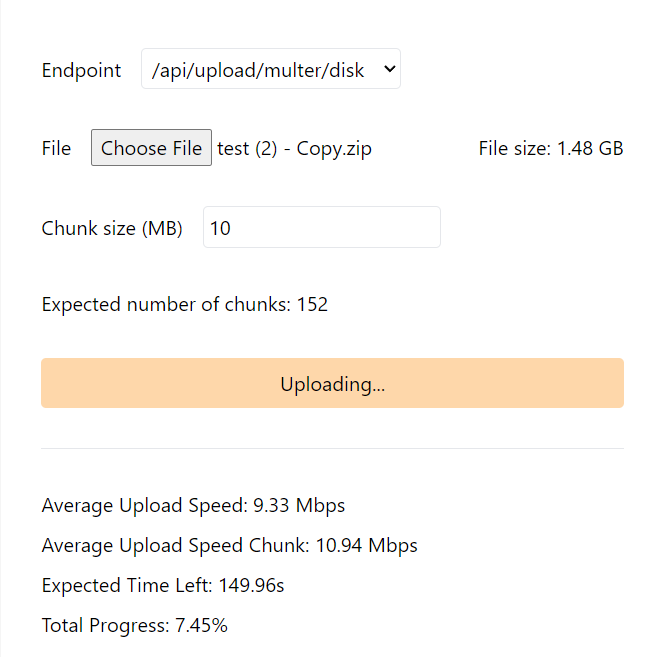 Endpoint /api/upload/multer/disk
File Choose File test (2) - Copy.zip File size: 1.48 GB
Chunk size (MB) 10
Expected number of chunks: 152
Uploading...
Average Upload Speed: 9.33 Mbps
Average Upload Speed Chunk: 10.94 Mbps
Expected Time Left: 149.96s
Total Progress: 7.45%